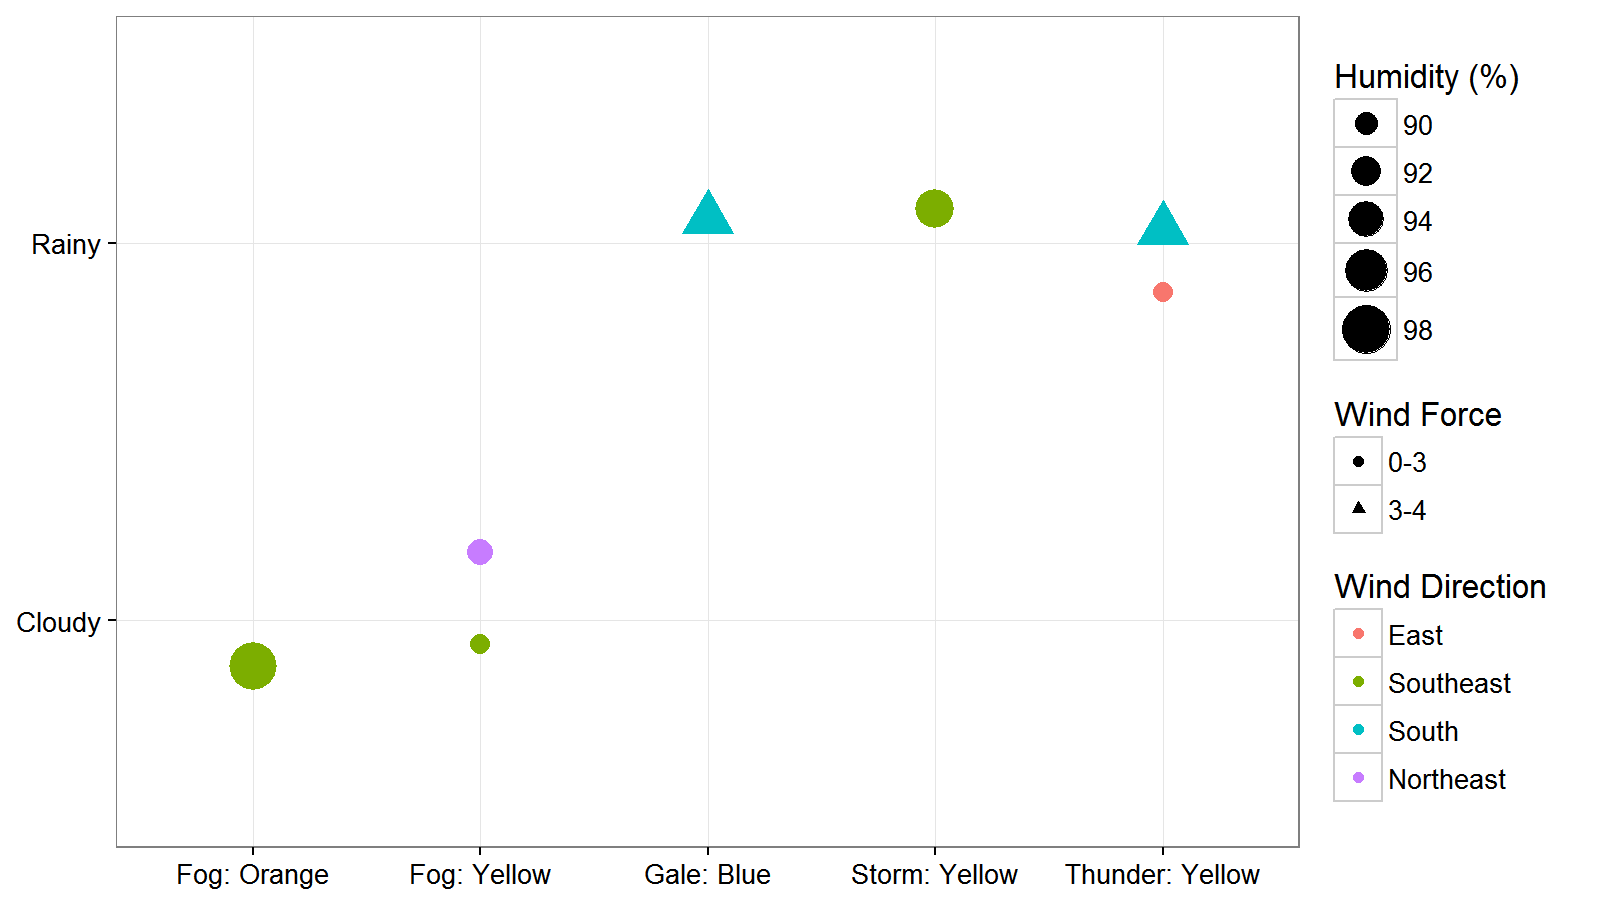 Rainy
Cloudy
Fog: Orange
Fog: Yellow
Gale: Blue
Storm: Yellow
Thunder: Yellow
Humidity (%)
90
92
94
96
98
Wind Force
0-3
3-4
Wind Direction
East
Southeast
South
Northeast